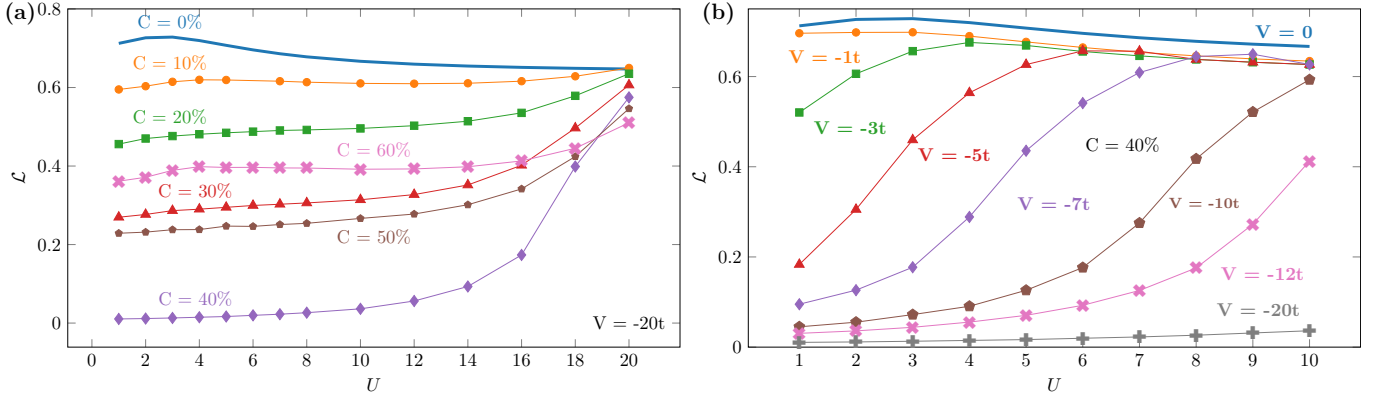 (a)
0.8
0.6
0.4
0.2
0
ℒ
C = 0%
C = 10%
C = 20%
C = 60%
C = 30%
C = 50%
C = 40%
V = -20t
0 2 4 6 8 10 12 14 16 18 20
U
(b)
0.6
0.4
0.2
0
ℒ
V = 0
V = -1t
V = -3t
V = -5t
C = 40%
V = -7t
V = -10t
V = -12t
V = -20t
1 2 3 4 5 6 7 8 9 10
U